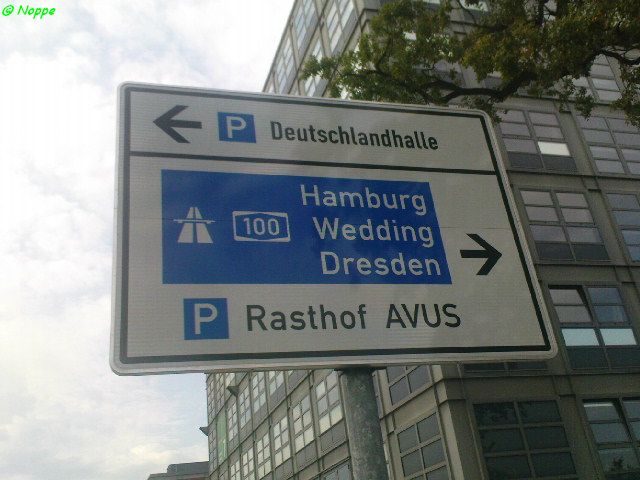 © Noppe
P Deutschlandhalle
Hamburg
100 Wedding
Dresden
P Rasthof AVUS